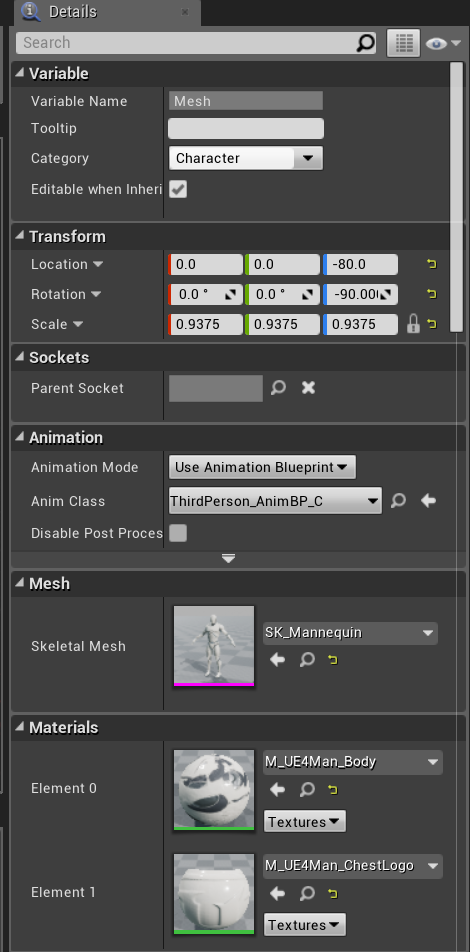 Details
Search
Variable
Variable Name Mesh
Tooltip
Category Character
Editable when Inheri
Transform
Location 0.0 0.0 -80.0
Rotation 0.0 ° 0.0 ° -90.00
Scale 0.9375 0.9375 0.9375
Sockets
Parent Socket
Animation
Animation Mode Use Animation Blueprint
Anim Class ThirdPerson_AnimBP_C
Disable Post Proces
Mesh
Skeletal Mesh SK_Mannequin
Materials
Element 0 M_UE4Man_Body
Textures
Element 1 M_UE4Man_ChestLogo
Textures